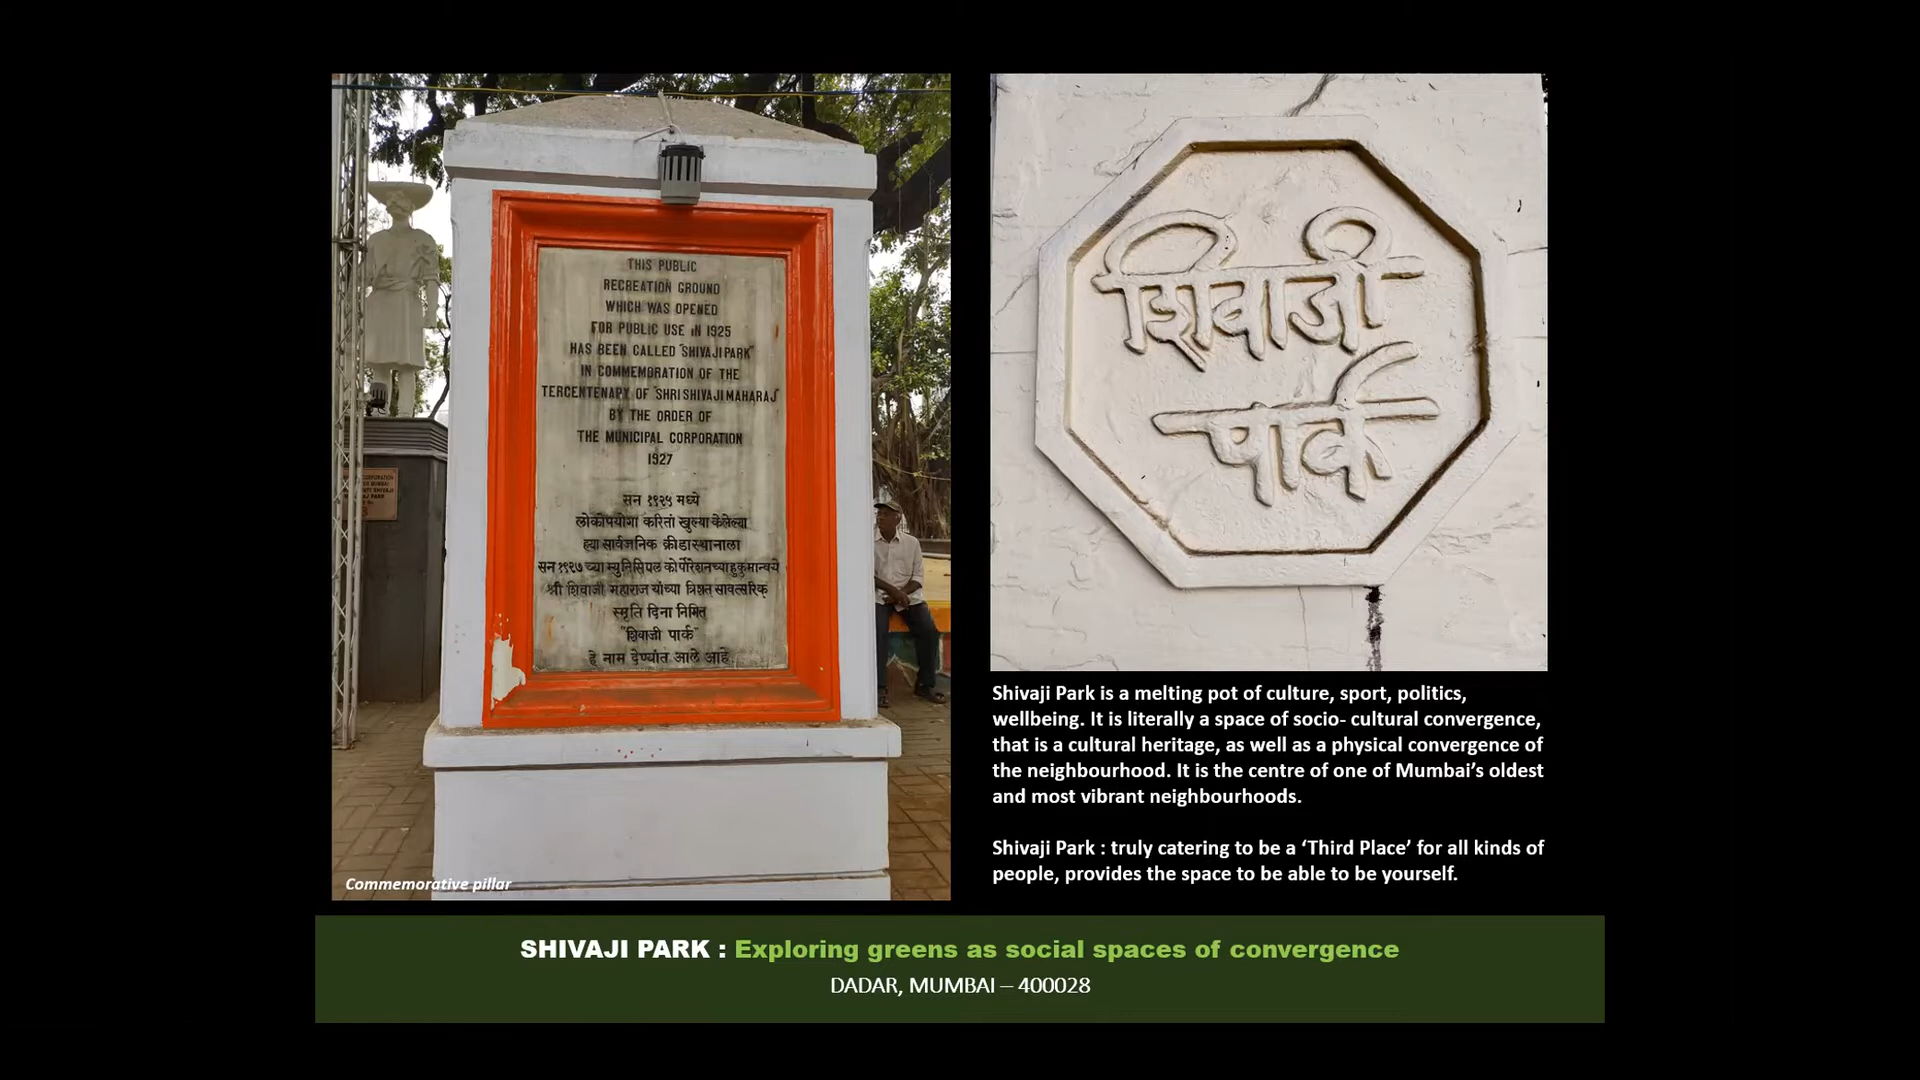 THIS PUBLIC
RECREATION GROUND
WHICH WAS OPENED
FOR PUBLIC USE IN 1925
HAS BEEN CALLED "SHIVAJI PARK"
IN COMMEMORATION OF THE
TERCENTENAPY OF "SHRI SHIVAJI MAHARAJ"
BY THE ORDER OF
THE MUNICIPAL CORPORATION
1927
सन १९२५ मध्ये
लोकोपयोगा करितां खुल्या केलेल्या
ह्या सार्वजनिक क्रीडास्थानाला
सन १९२७ च्या म्युनिसिपल कोर्पोरेशनच्या हुकुमान्वये
श्री शिवाजी महाराज यांच्या त्रिशत सावत्सरिक
स्मृति दिना निमित्त
"शिवाजी पार्क"
हे नाम देण्यांत आले आहे.
Commemorative pillar
शिवाजी
पार्क
Shivaji Park is a melting pot of culture, sport, politics,
wellbeing. It is literally a space of socio- cultural convergence,
that is a cultural heritage, as well as a physical convergence of
the neighbourhood. It is the centre of one of Mumbai’s oldest
and most vibrant neighbourhoods.
Shivaji Park : truly catering to be a ‘Third Place’ for all kinds of
people, provides the space to be able to be yourself.
SHIVAJI PARK : Exploring greens as social spaces of convergence
DADAR, MUMBAI – 400028